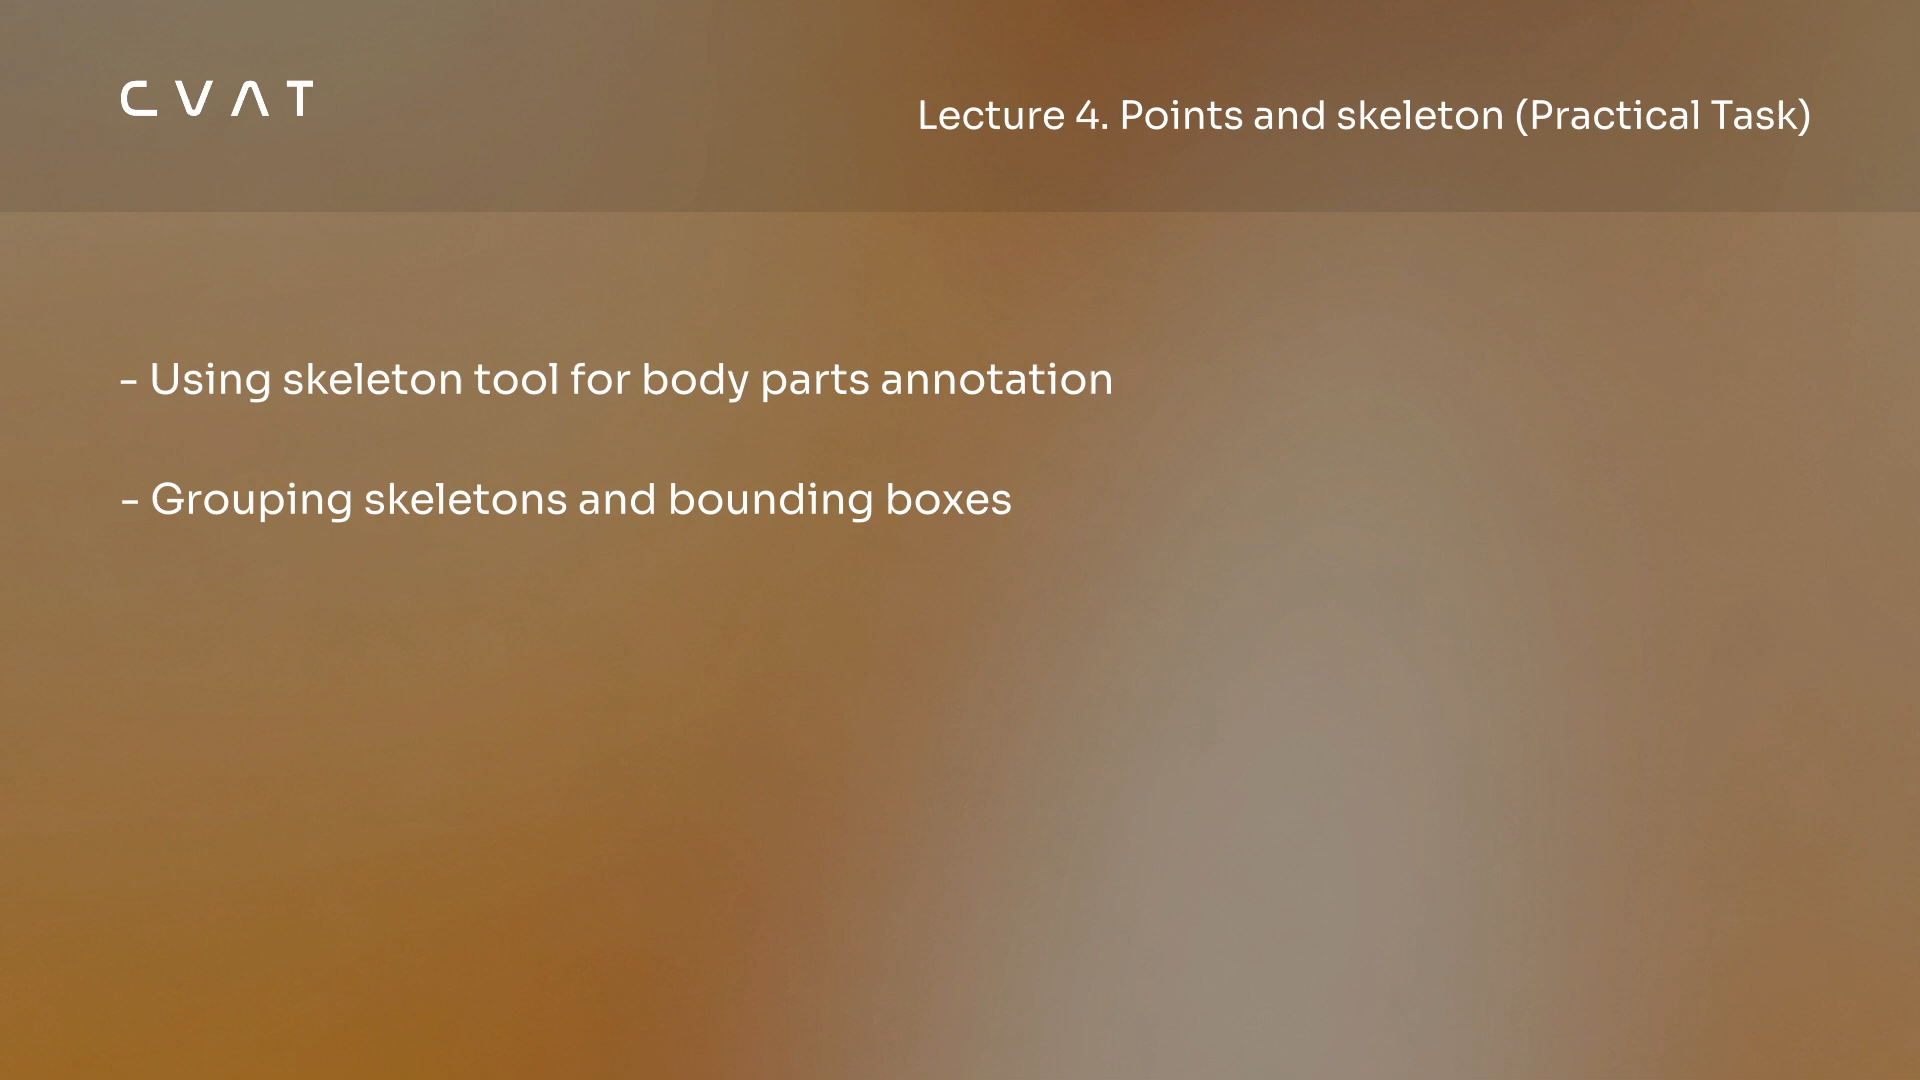 CVAT
Lecture 4. Points and skeleton (Practical Task)
- Using skeleton tool for body parts annotation
- Grouping skeletons and bounding boxes